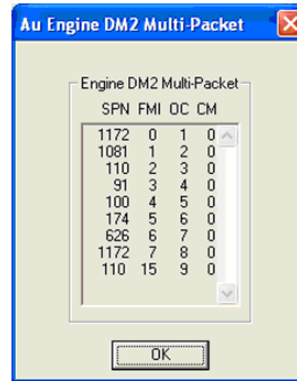 Au Engine DM2 Multi-Packet
Engine DM2 Multi-Packet
SPN FMI OC CM
1172 0 1 0
1081 1 2 0
110 2 3 0
91 3 4 0
100 4 5 0
174 5 6 0
626 6 7 0
1172 7 8 0
110 15 9 0
OK